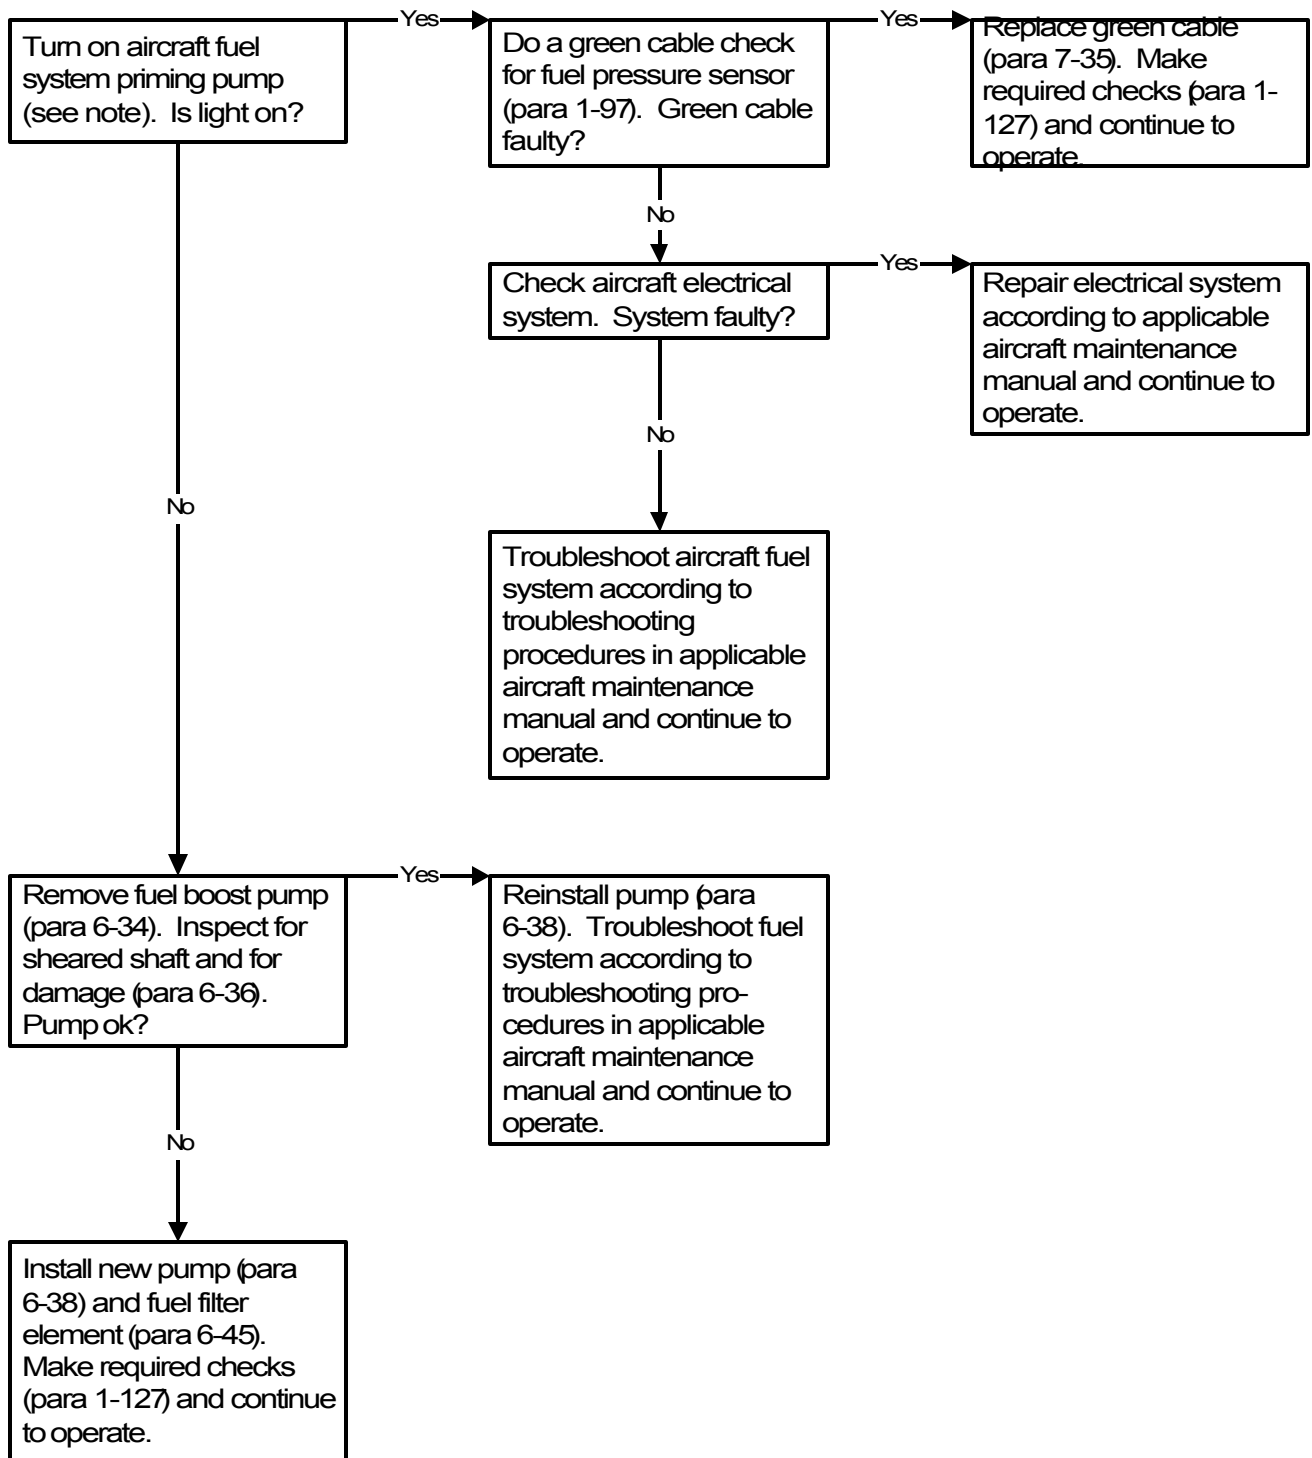 Turn on aircraft fuel
system priming pump
(see note). Is light on?
Yes
Do a green cable check
for fuel pressure sensor
(para 1-97). Green cable
faulty?
Yes
Replace green cable
(para 7-35). Make
required checks (para 1-
127) and continue to
operate.
No
Check aircraft electrical
system. System faulty?
Yes
Repair electrical system
according to applicable
aircraft maintenance
manual and continue to
operate.
No
Troubleshoot aircraft fuel
system according to
troubleshooting
procedures in applicable
aircraft maintenance
manual and continue to
operate.
No
Remove fuel boost pump
(para 6-34). Inspect for
sheared shaft and for
damage (para 6-36).
Pump ok?
Yes
Reinstall pump (para
6-38). Troubleshoot fuel
system according to
troubleshooting pro-
cedures in applicable
aircraft maintenance
manual and continue to
operate.
No
Install new pump (para
6-38) and fuel filter
element (para 6-45).
Make required checks
(para 1-127) and continue
to operate.